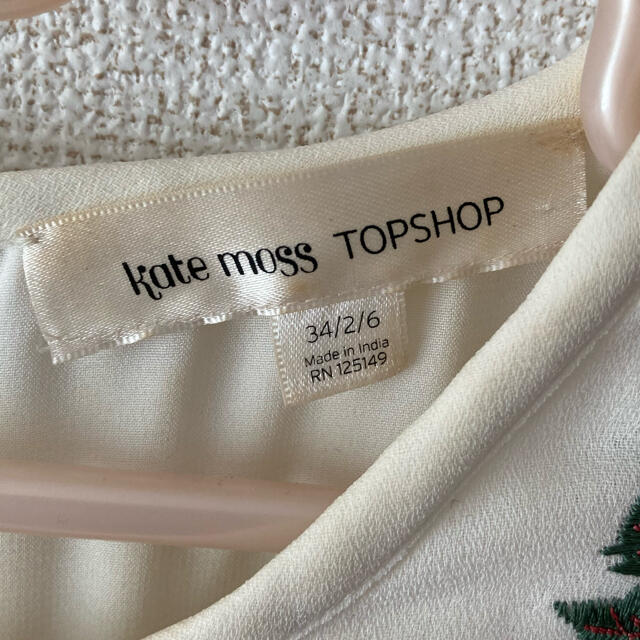 kate moss TOPSHOP
34/2/6
Made in India
RN 125149